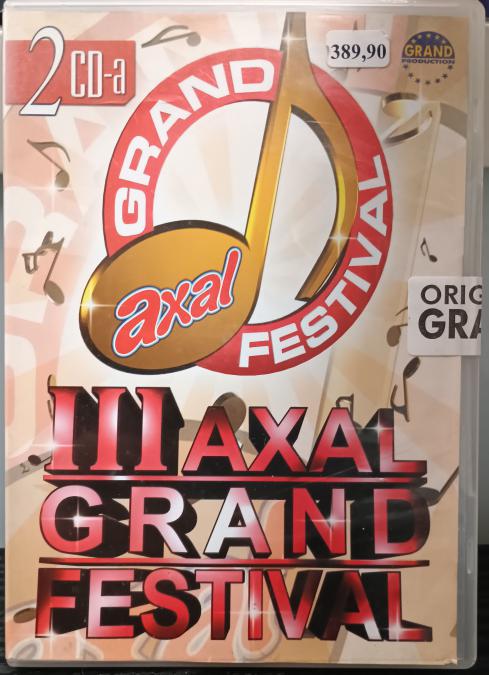 2 CD-a
389,90
GRAND
PRODUCTION
GRAND
axal
FESTIVAL
ORIG
GRA
III AXAL
GRAND
FESTIVAL